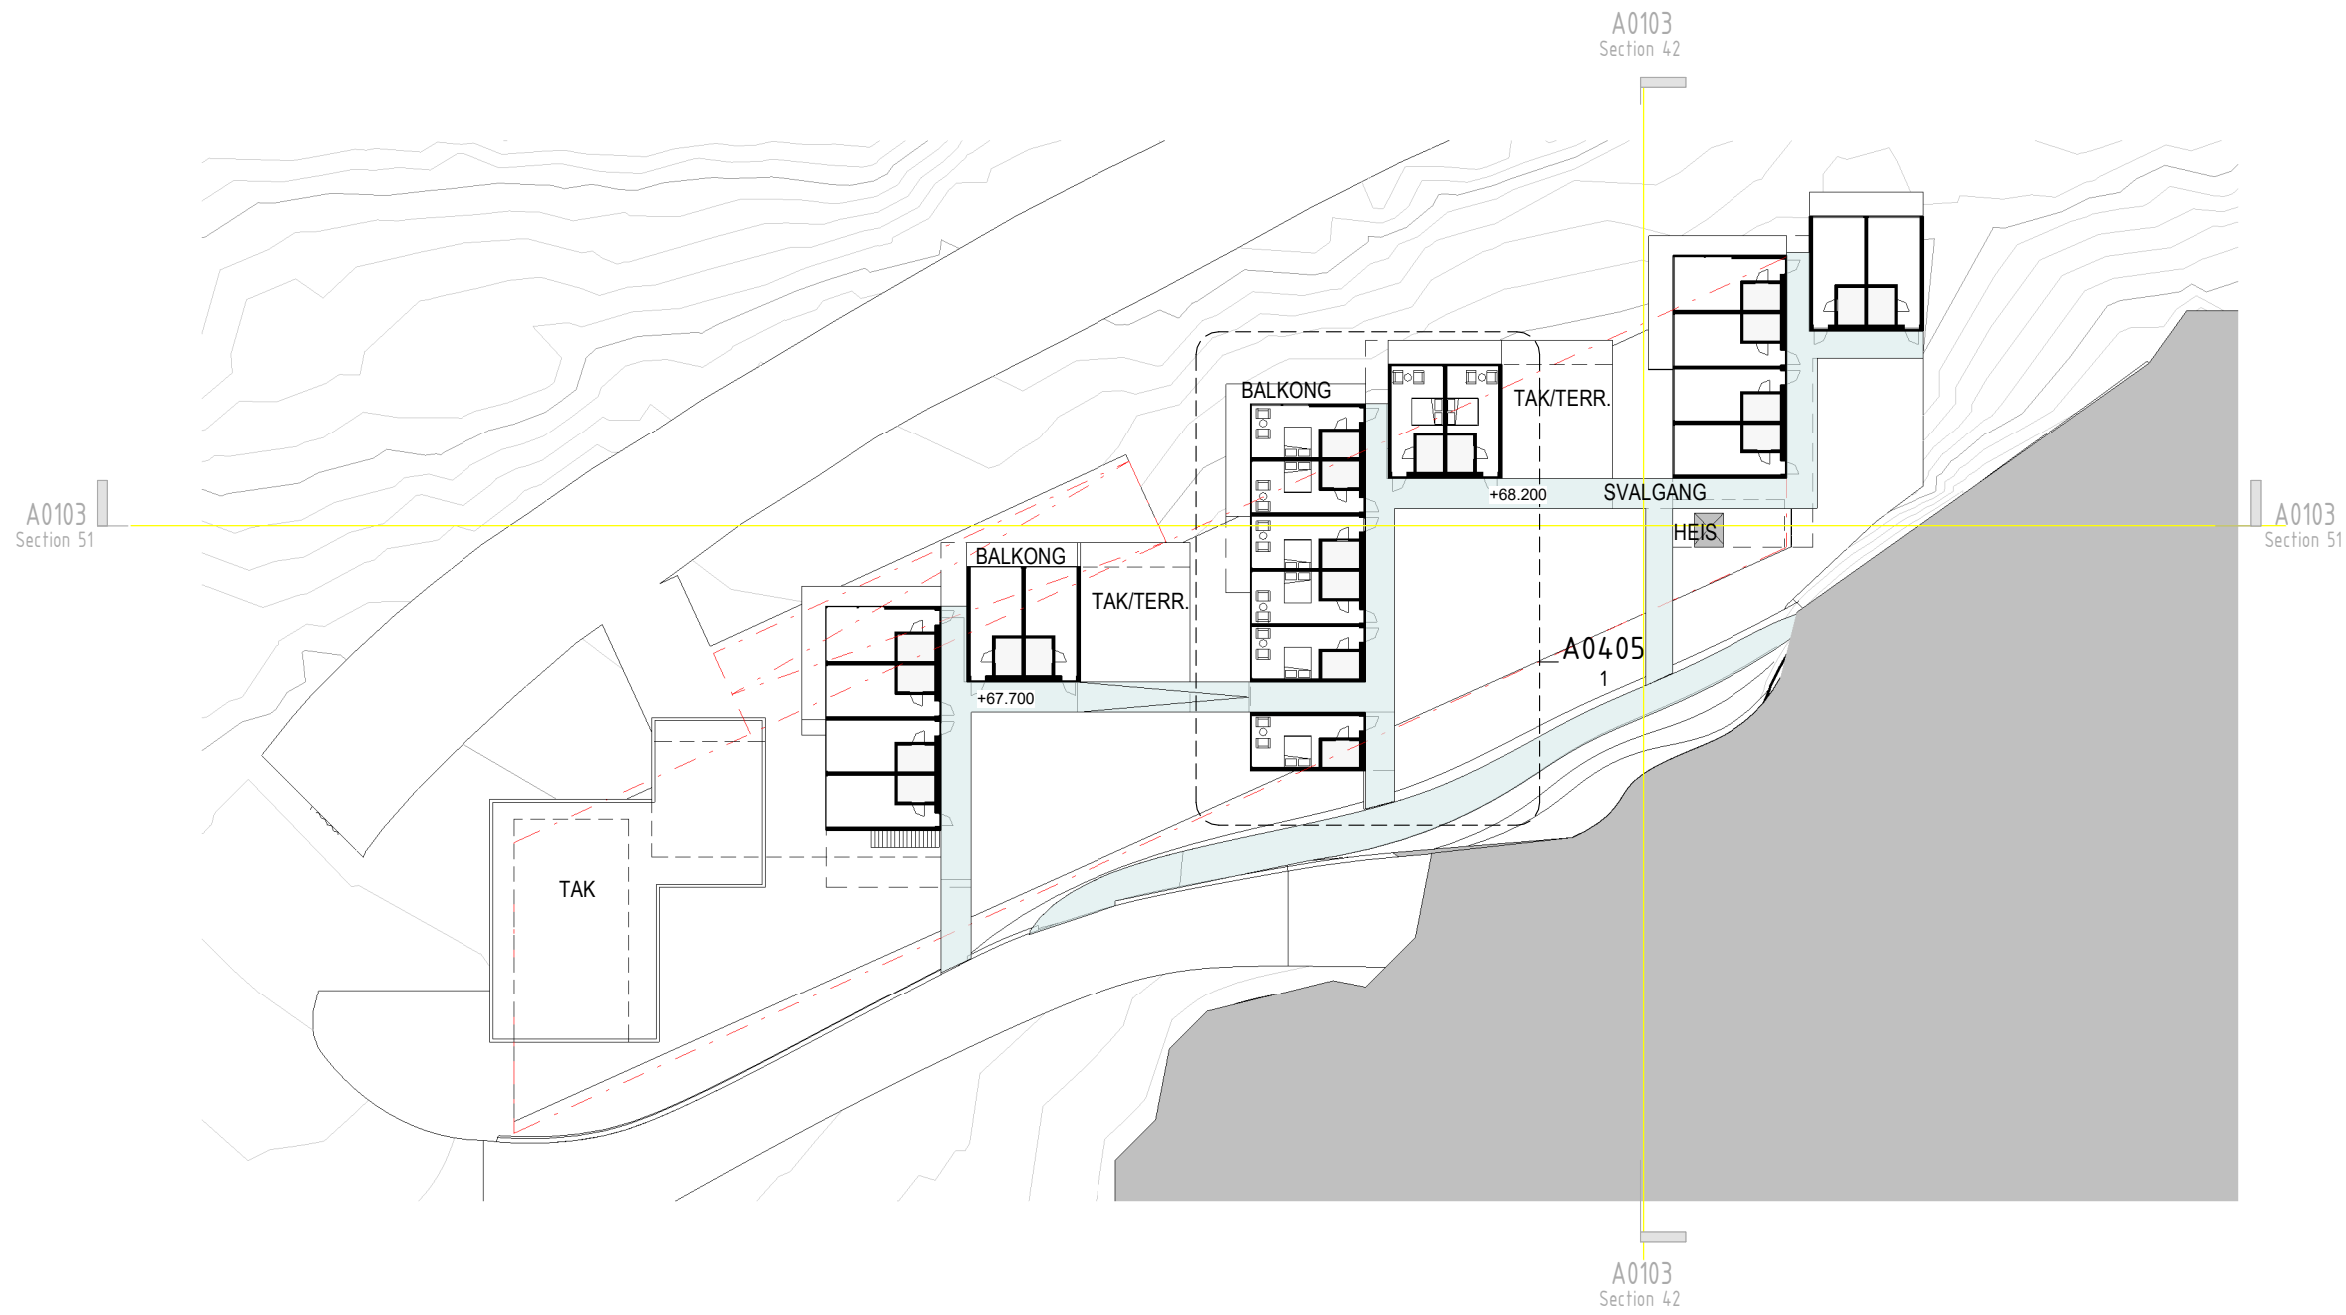 A0103
Section 42
BALKONG
TAK/TERR.
+68.200
SVALGANG
A0103
Section 51
HEIS
A0103
Section 51
BALKONG
TAK/TERR.
A0405
1
+67.700
TAK
A0103
Section 42